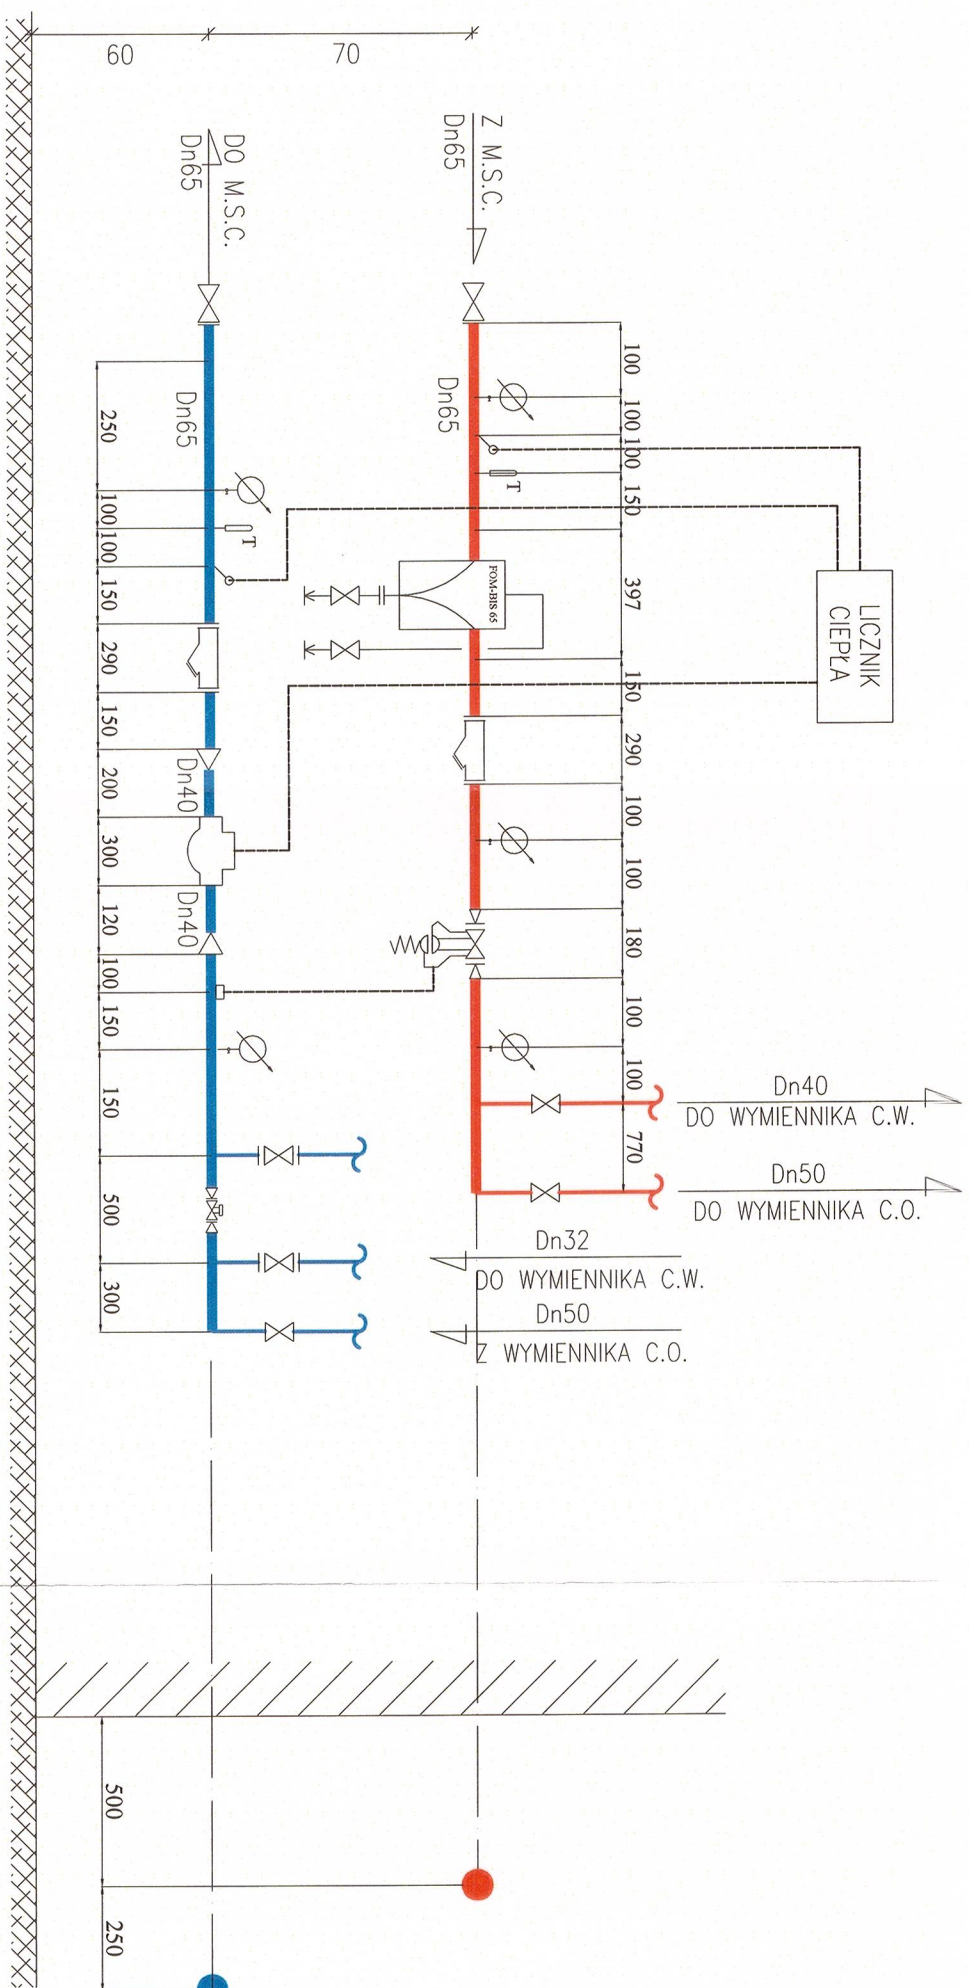 60
70
Z M.S.C.
Dn65
DO M.S.C.
Dn65
100
100
100
150
397
150
290
100
100
180
100
100
770
Dn65
T
FOM-BIS 65
LICZNIK
CIEPŁA
Dn40
DO WYMIENNIKA C.W.
Dn50
DO WYMIENNIKA C.O.
Dn32
DO WYMIENNIKA C.W.
Dn50
Z WYMIENNIKA C.O.
Dn65
T
Dn40
Dn40
250
100
100
150
290
150
200
300
120
100
150
150
500
300
500
250